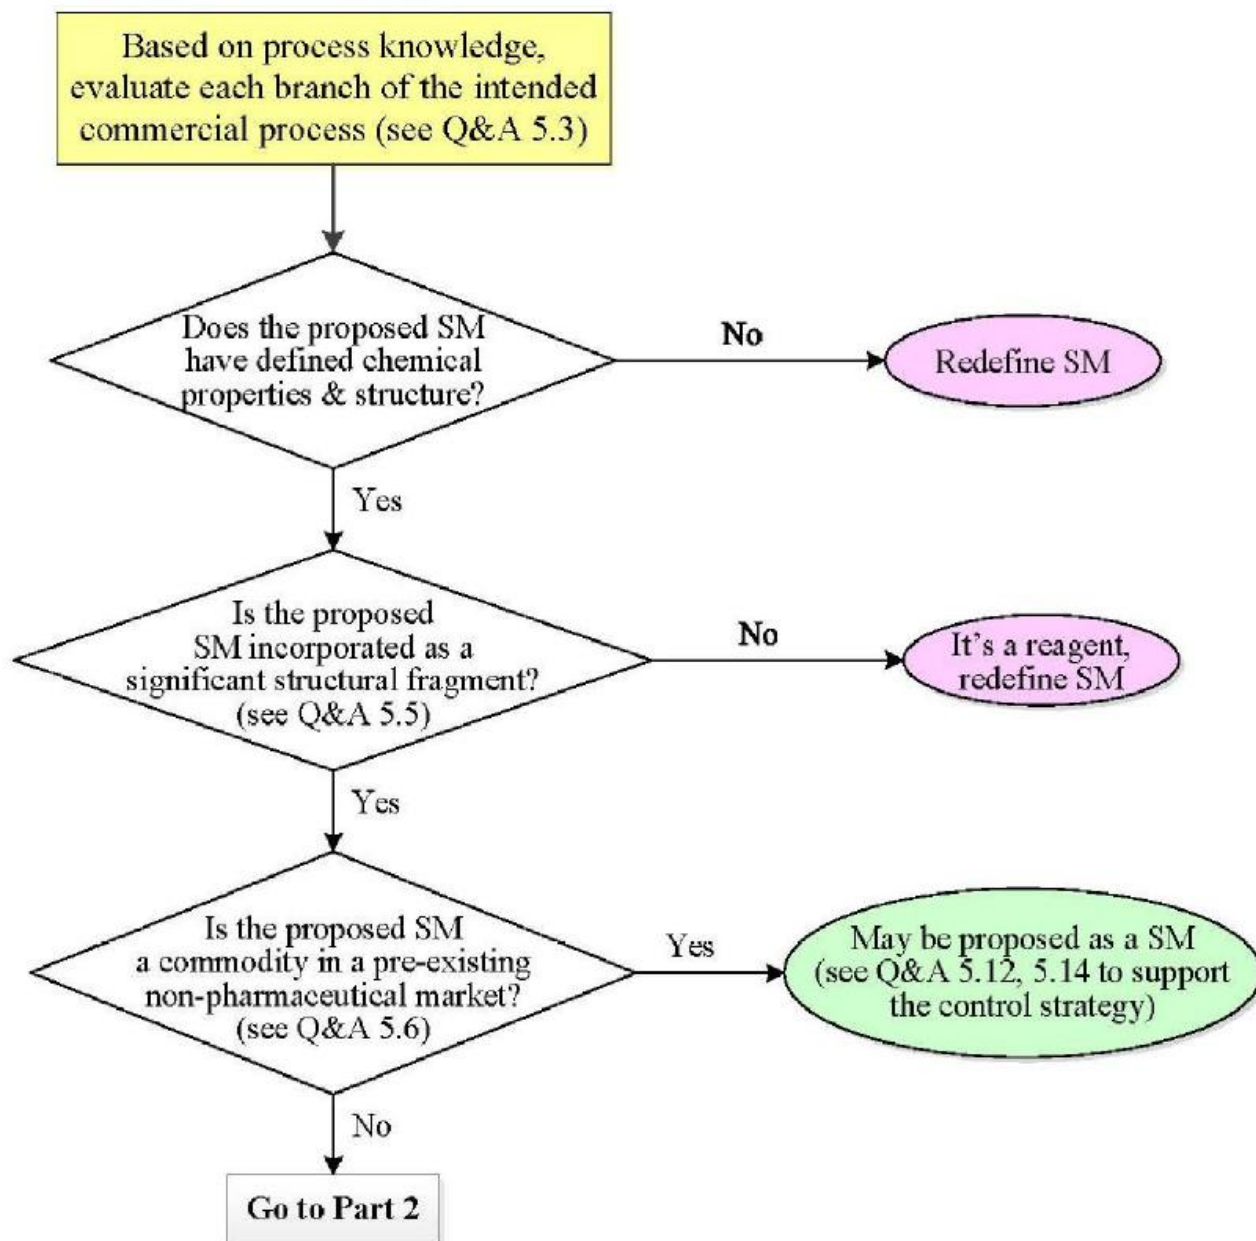 Based on process knowledge,
evaluate each branch of the intended
commercial process (see Q&A 5.3)
Does the proposed SM
have defined chemical
properties & structure?
No
Redefine SM
Yes
Is the proposed
SM incorporated as a
significant structural fragment?
(see Q&A 5.5)
No
It's a reagent,
redefine SM
Yes
Is the proposed SM
a commodity in a pre-existing
non-pharmaceutical market?
(see Q&A 5.6)
Yes
May be proposed as a SM
(see Q&A 5.12, 5.14 to support
the control strategy)
No
Go to Part 2